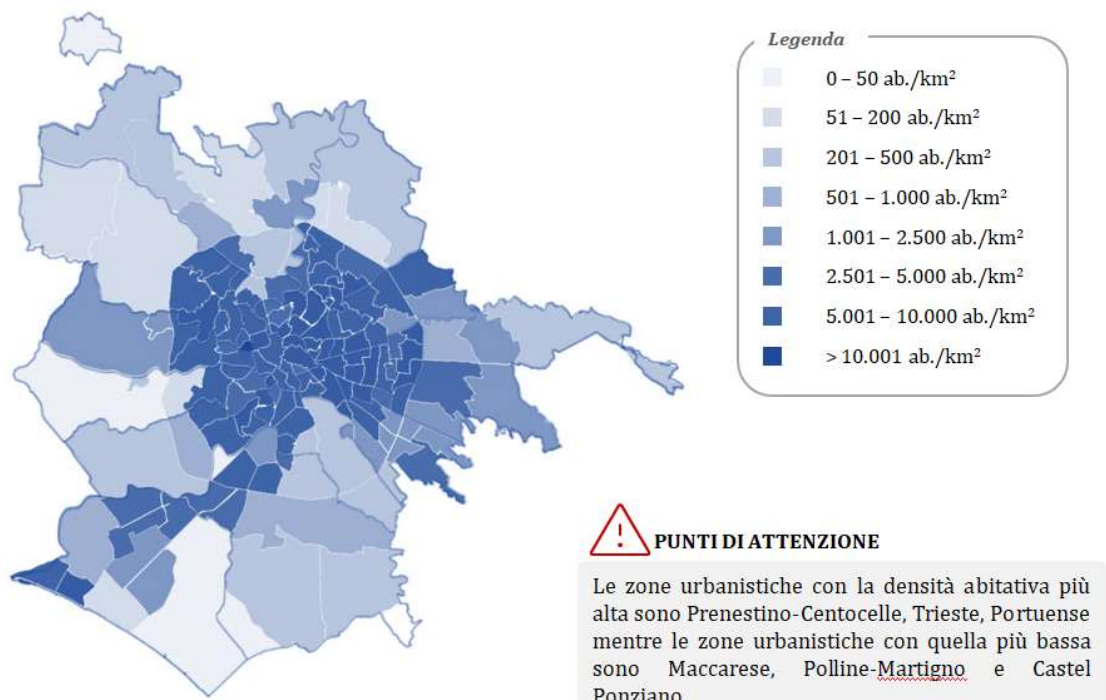 Legenda
0 – 50 ab./km²
51 – 200 ab./km²
201 – 500 ab./km²
501 – 1.000 ab./km²
1.001 – 2.500 ab./km²
2.501 – 5.000 ab./km²
5.001 – 10.000 ab./km²
> 10.001 ab./km²
PUNTI DI ATTENZIONE
Le zone urbanistiche con la densità abitativa più
alta sono Prenestino-Centocelle, Trieste, Portuense
mentre le zone urbanistiche con quella più bassa
sono Maccarese, Polline-Martigno e Castel
Ponziano